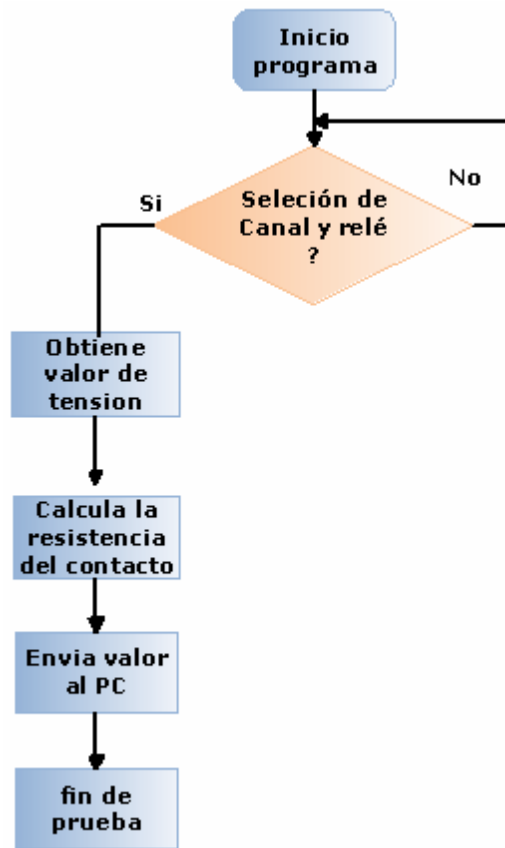 Inicio
programa
Si
No
Seleción de
Canal y relé
?
Obtiene
valor de
tension
Calcula la
resistencia
del contacto
Envia valor
al PC
fin de
prueba